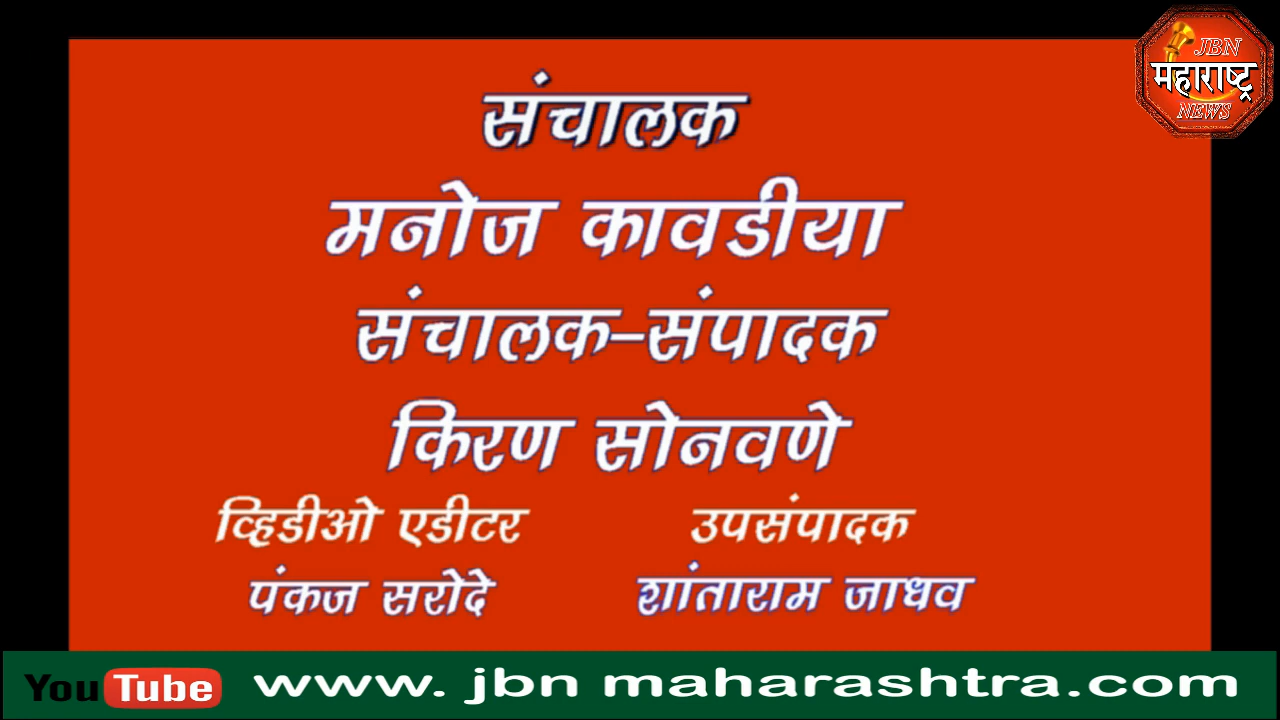 JBN
महाराष्ट्र
NEWS
संचालक
मनोज कावडीया
संचालक–संपादक
किरण सोनवणे
व्हिडीओ एडीटर उपसंपादक
पंकज सरोदे शांताराम जाधव
YouTube www. jbn maharashtra.com